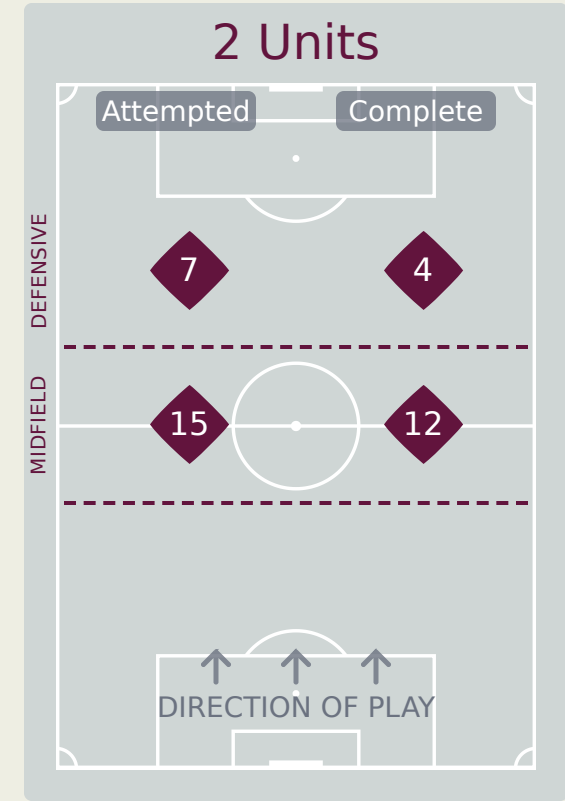 2 Units
Attempted
Complete
DEFENSIVE
7
4
MIDFIELD
15
12
DIRECTION OF PLAY